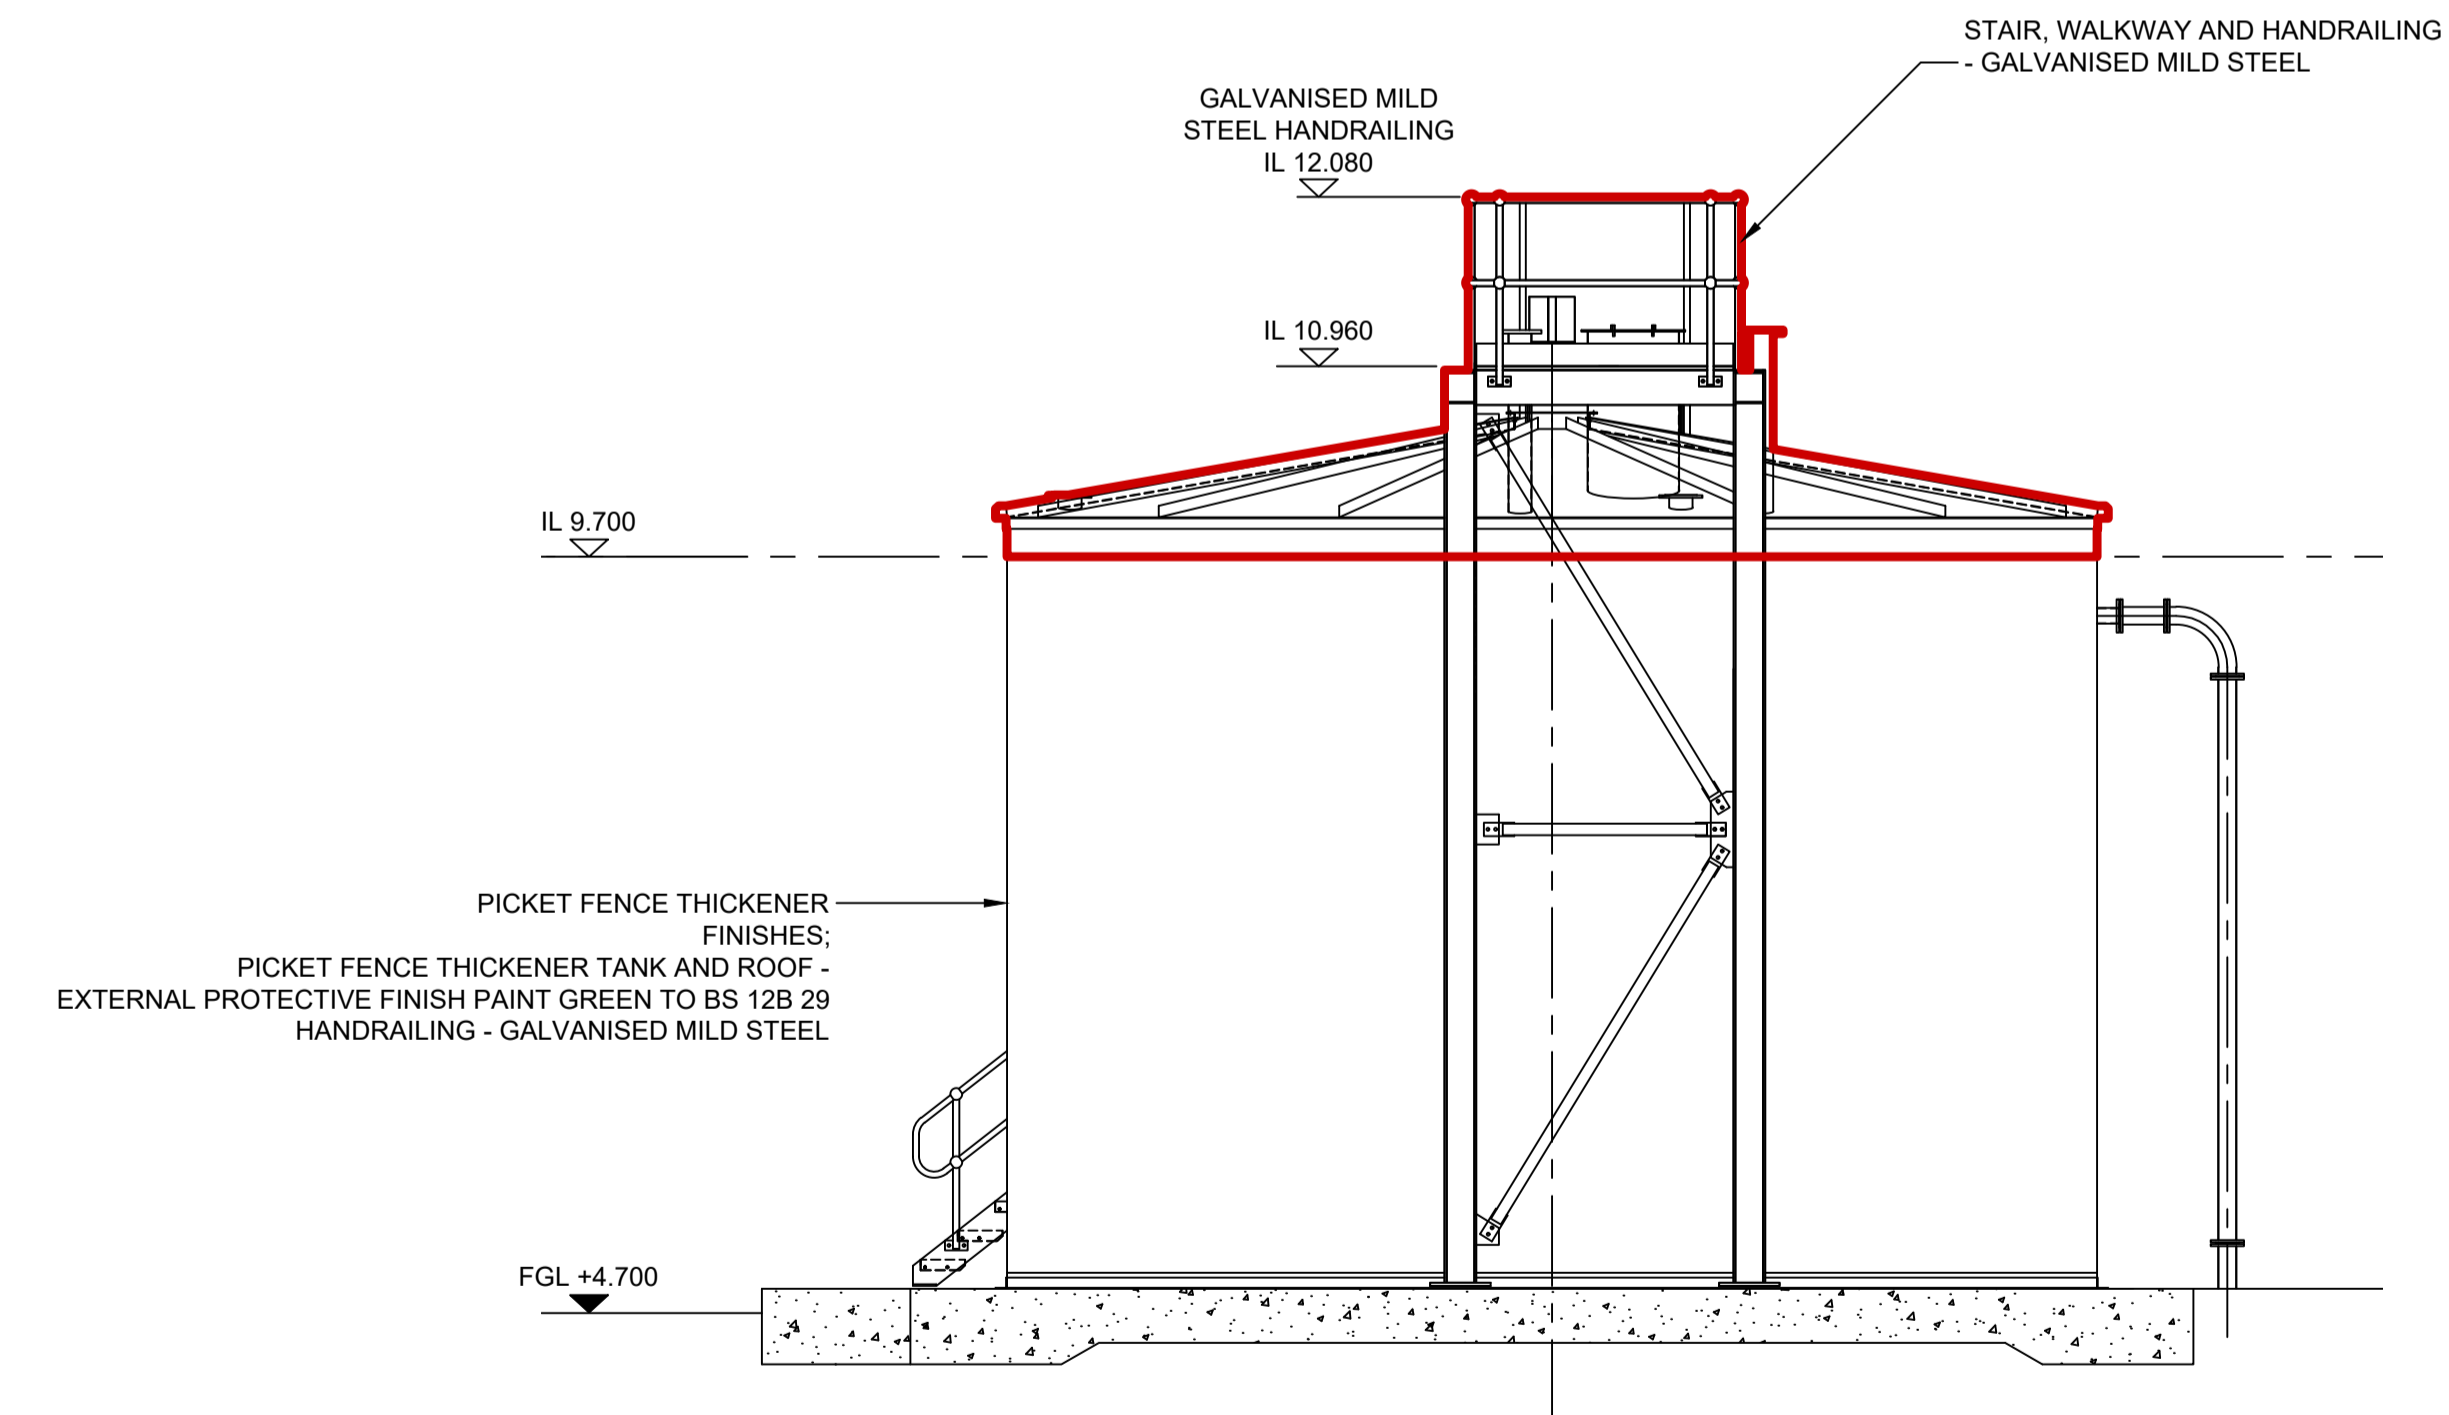 STAIR, WALKWAY AND HANDRAILING
- GALVANISED MILD STEEL
GALVANISED MILD
STEEL HANDRAILING
IL 12.080
IL 10.960
IL 9.700
PICKET FENCE THICKENER
FINISHES;
PICKET FENCE THICKENER TANK AND ROOF -
EXTERNAL PROTECTIVE FINISH PAINT GREEN TO BS 12B 29
HANDRAILING - GALVANISED MILD STEEL
FGL +4.700